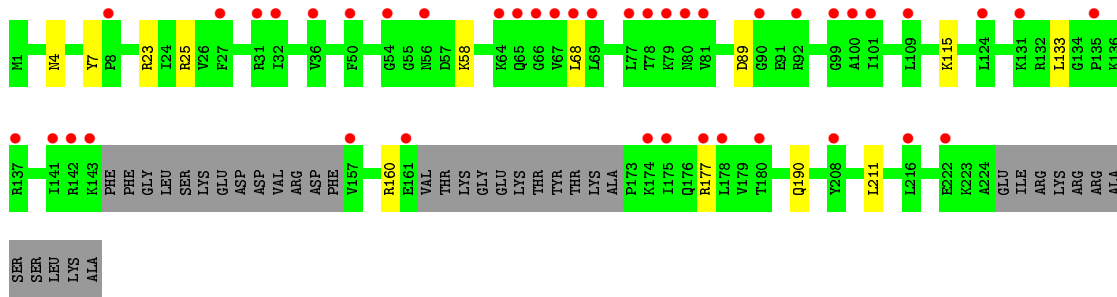 M1 N4 Y7 P8 R23 I24 R25 V26 F27 R31 I32 V36 F50 G54 G55 N56 D57 K58 K64 Q65 G66 V67 L68 L69 L77 T78 K79 N80 V81 D89 G90 E91 R92 G99 A100 I101 L109 K115 L124 K131 R132 L133 G134 P135 K136
R137 I141 R142 K143 PHE PHE GLY LEU SER LYS GLU ASP ASP VAL ARG ASP PHE V157 R160 E161 VAL THR LYS GLY GLU LYS THR TYR THR LYS ALA P173 K174 I175 Q176 R177 L178 V179 T180 Q190 Y208 L211 L216 E222 K223 A224 GLU ILE ARG LYS ARG ARG ALA
SER SER LEU LYS ALA